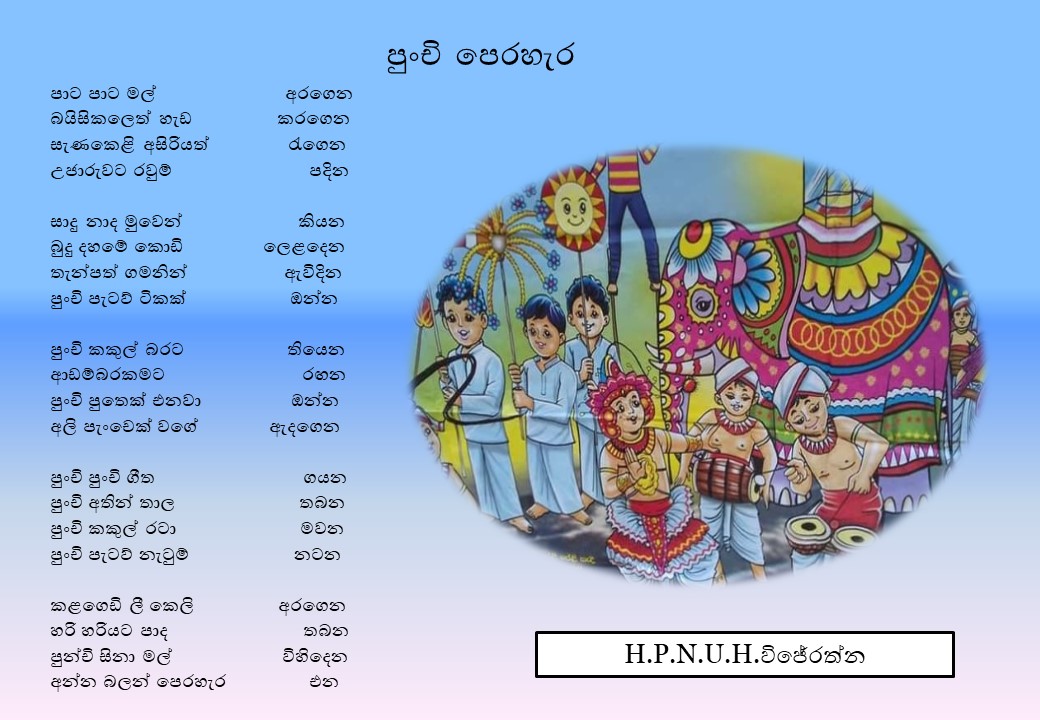 පුංචි පෙරහැර
පාට පාට මල් අරගෙන
බයිසිකලෙත් හැඩ කරගෙන
සැණකෙළි අසිරියත් රැගෙන
උජාරුවට රවුම් පදින
සාදු නාද මුවෙන් කියන
බුදු දහමේ කොඩි ලෙළදෙන
තැන්පත් ගමනින් ඇවිදින
පුංචි පැටව් ටිකක් ඔන්න
පුංචි කකුල් බරට තියෙන
ආඩම්බරකමට රඟන
පුංචි පුතෙක් එනවා ඔන්න
අලි පැංචෙක් වගේ ඇදගෙන
පුංචි පුංචි ගීත ගයන
පුංචි අතින් තාල තබන
පුංචි කකුල් රටා මවන
පුංචි පැටව් නැටුම් නටන
කළගෙඩි ලී කෙලි අරගෙන
හරි හරියට පාද තබන
පුන්චි සිනා මල් විහිදෙන
අන්න බලන් පෙරහැර එන
H.P.N.U.H.විජේරත්න